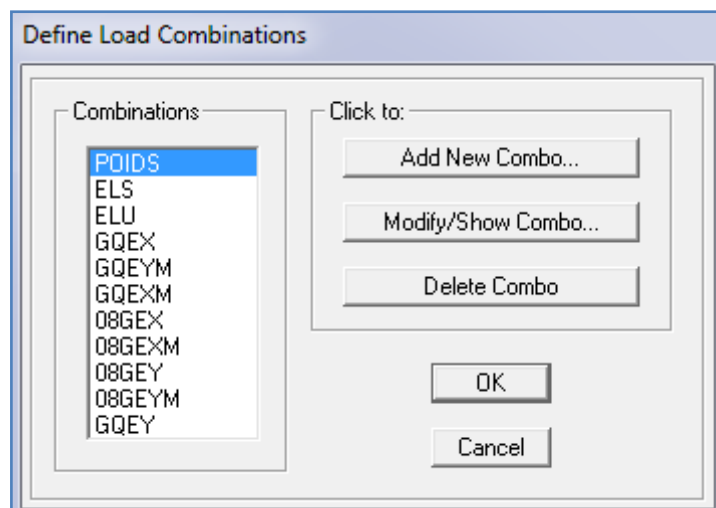 Define Load Combinations
Combinations
POIDS
ELS
ELU
GQEX
GQEYM
GQEXM
08GEX
08GEXM
08GEY
08GEYM
GQEY
Click to:
Add New Combo...
Modify/Show Combo...
Delete Combo
OK
Cancel